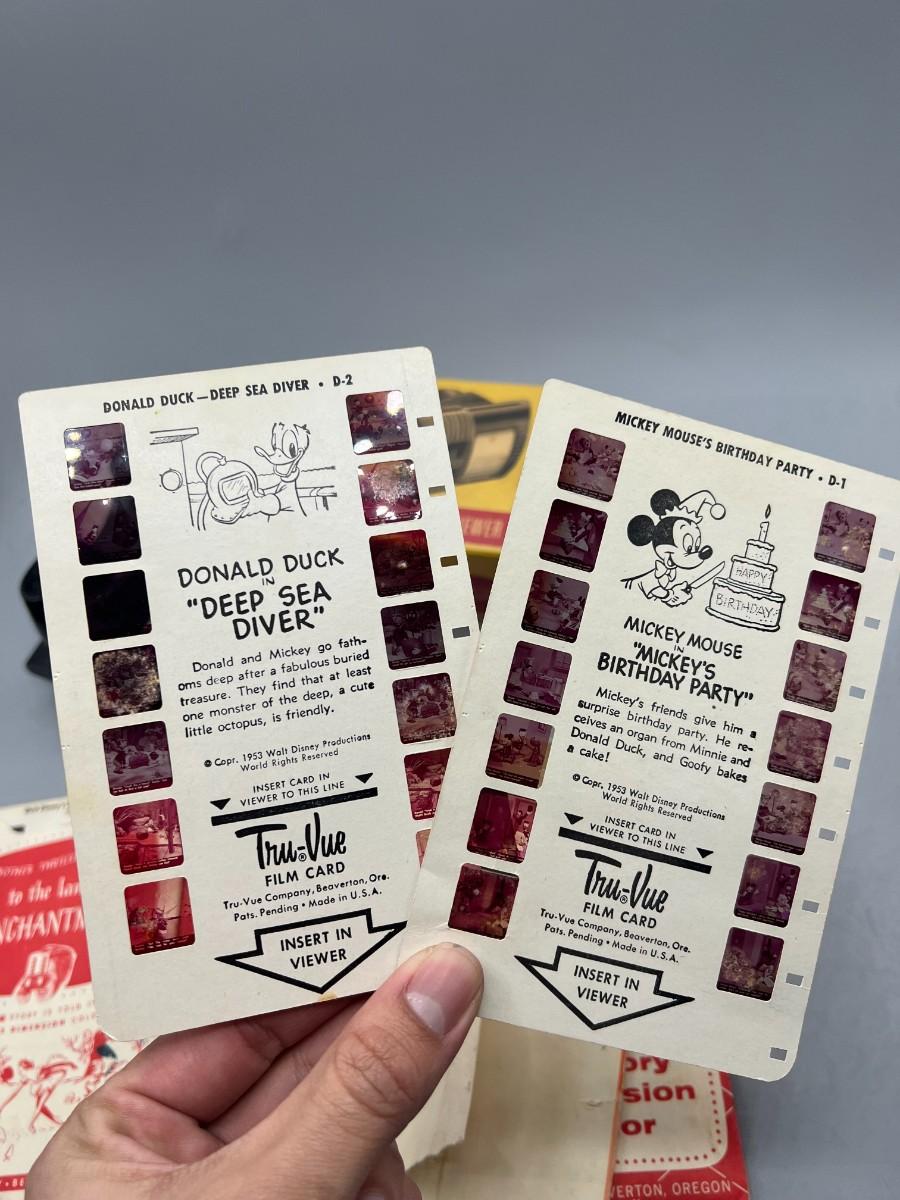 DONALD DUCK—DEEP SEA DIVER • D-2
DONALD DUCK
IN
"DEEP SEA
DIVER"
Donald and Mickey go fath-
oms deep after a fabulous buried
treasure. They find that at least
one monster of the deep, a cute
little octopus, is friendly.
© Copr. 1953 Walt Disney Productions
World Rights Reserved
INSERT CARD IN
VIEWER TO THIS LINE
Tru-Vue®
FILM CARD
Tru-Vue Company, Beaverton, Ore.
Pats. Pending • Made in U.S.A.
INSERT IN
VIEWER
MICKEY MOUSE'S BIRTHDAY PARTY • D-1
HAPPY
BIRTHDAY
MICKEY MOUSE
IN
"MICKEY'S
BIRTHDAY PARTY"
Mickey's friends give him a
surprise birthday party. He re-
ceives an organ from Minnie and
Donald Duck, and Goofy bakes
a cake!
© Copr. 1953 Walt Disney Productions
World Rights Reserved
INSERT CARD IN
VIEWER TO THIS LINE
Tru-Vue®
FILM CARD
Tru-Vue Company, Beaverton, Ore.
Pats. Pending • Made in U.S.A.
INSERT IN
VIEWER
to the
STORY IS TOLD
DIMENSION
sion
or
OREGON